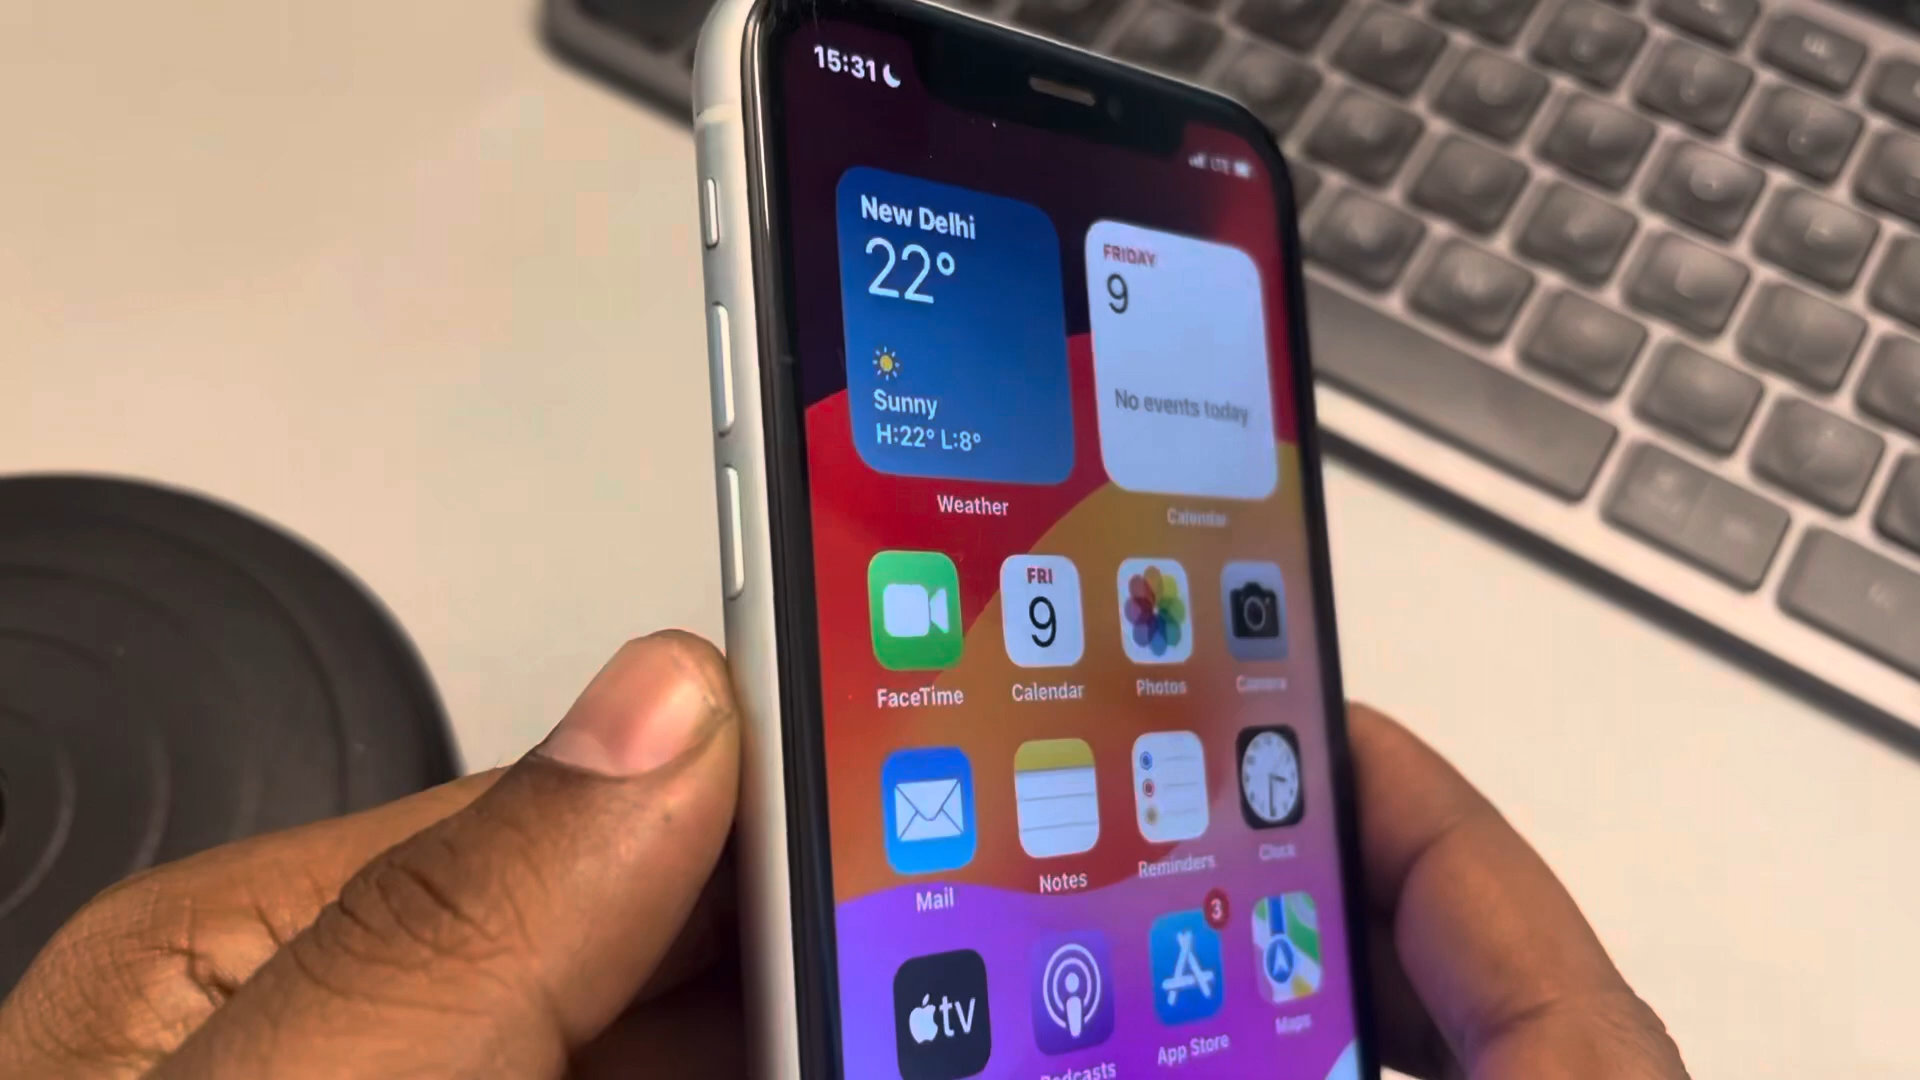 15:31
LTE
New Delhi
22°
Sunny
H:22° L:8°
Weather
FRIDAY
9
No events today
Calendar
FRI
9
FaceTime
Calendar
Photos
Camera
Mail
Notes
Reminders
Clock
3
tv
Podcasts
App Store
Maps